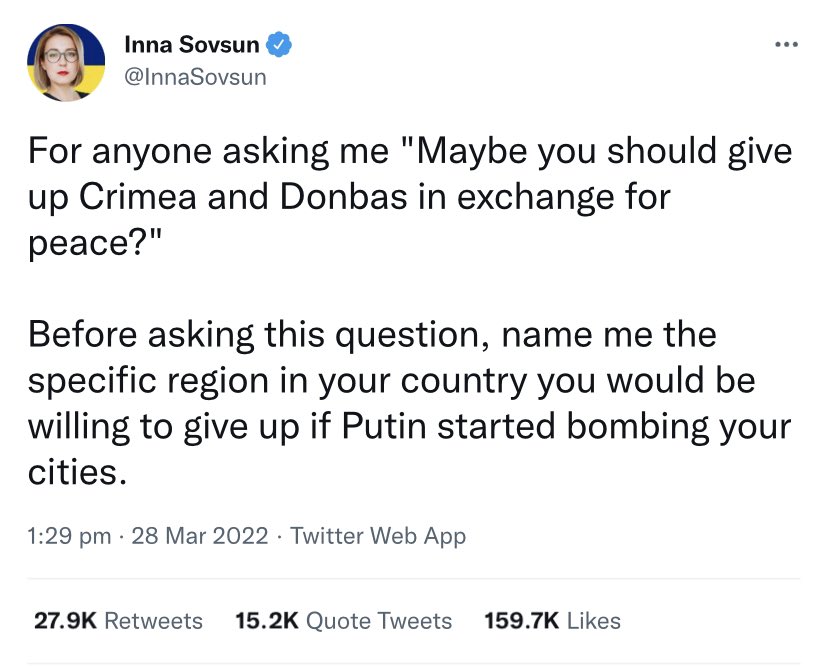 Inna Sovsun
@InnaSovsun
For anyone asking me "Maybe you should give
up Crimea and Donbas in exchange for
peace?"
Before asking this question, name me the
specific region in your country you would be
willing to give up if Putin started bombing your
cities.
1:29 pm · 28 Mar 2022 · Twitter Web App
27.9K Retweets 15.2K Quote Tweets 159.7K Likes